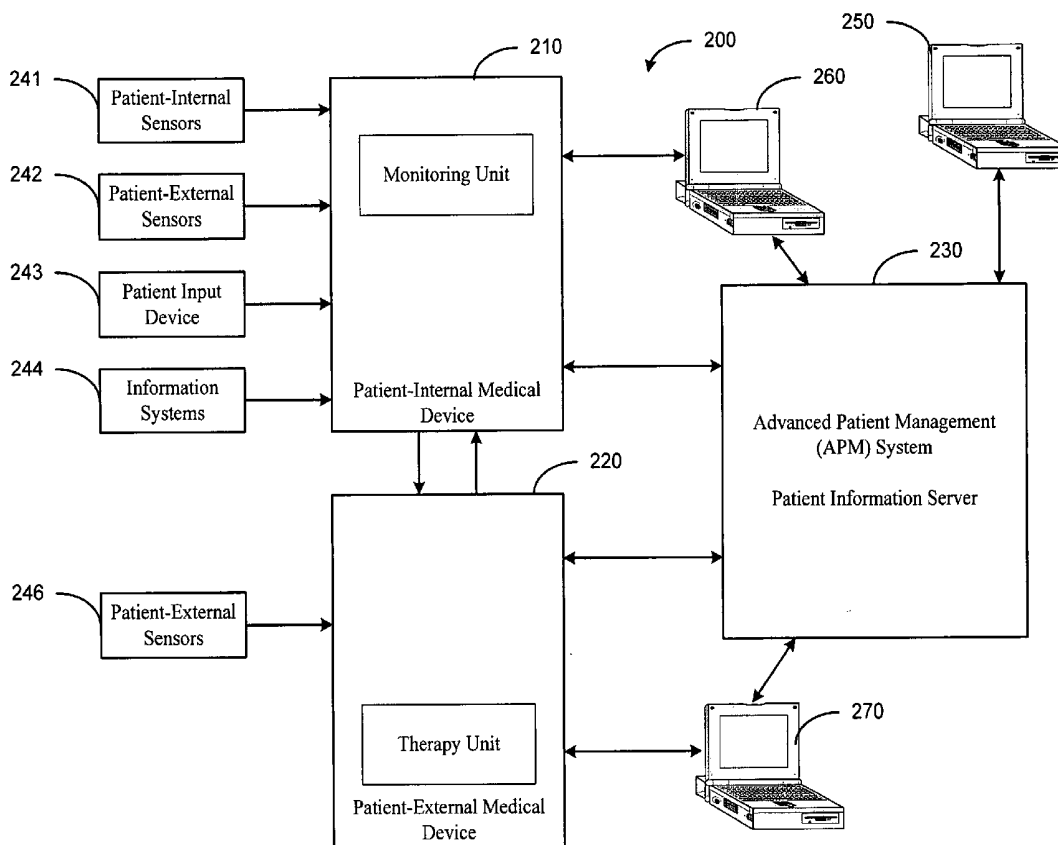 210
200
250
260
241
Patient-Internal
Sensors
242
Patient-External
Sensors
243
Patient Input
Device
244
Information
Systems
Monitoring Unit
Patient-Internal Medical
Device
230
Advanced Patient Management
(APM) System
Patient Information Server
220
246
Patient-External
Sensors
Therapy Unit
Patient-External Medical
Device
270